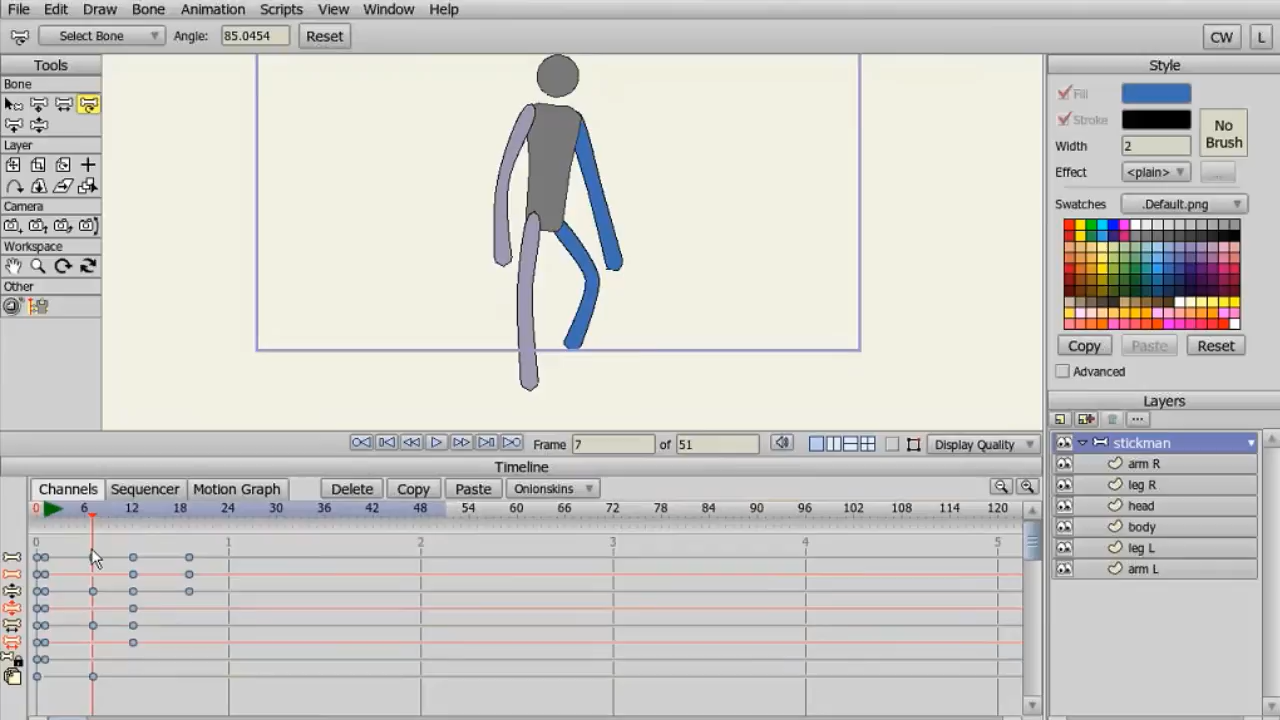 File Edit Draw Bone Animation Scripts View Window Help
Select Bone Angle: 85.0454 Reset CW L
Tools
Bone
Layer
Camera
Workspace
Other
Style
Fill
Stroke
No Brush
Width 2
Effect <plain> ...
Swatches .Default.png
Copy Paste Reset
Advanced
Layers
stickman
arm R
leg R
head
body
leg L
arm L
Frame 7 of 51 Display Quality
Timeline
Channels Sequencer Motion Graph Delete Copy Paste Onionskins
0 6 12 18 24 30 36 42 48 54 60 66 72 78 84 90 96 102 108 114 120
0 1 2 3 4 5